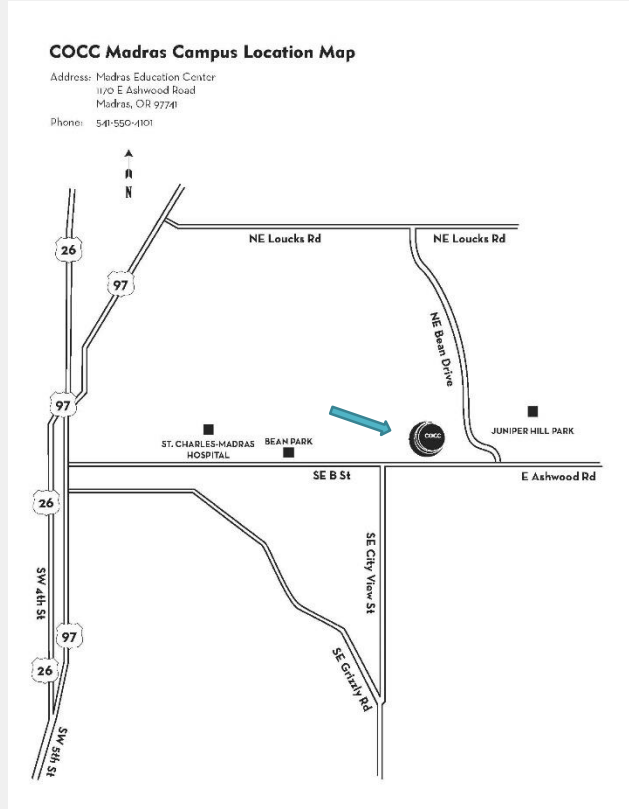 COCC Madras Campus Location Map
Address: Madras Education Center
1170 E Ashwood Road
Madras, OR 97741
Phone: 541-550-4101
N
26
97
NE Loucks Rd
NE Loucks Rd
NE Bean Drive
97
ST. CHARLES-MADRAS
HOSPITAL
BEAN PARK
COCC
JUNIPER HILL PARK
SE B St
E Ashwood Rd
26
SW 4th St
SE City View St
97
26
SE Grizzly Rd
SW 5th St